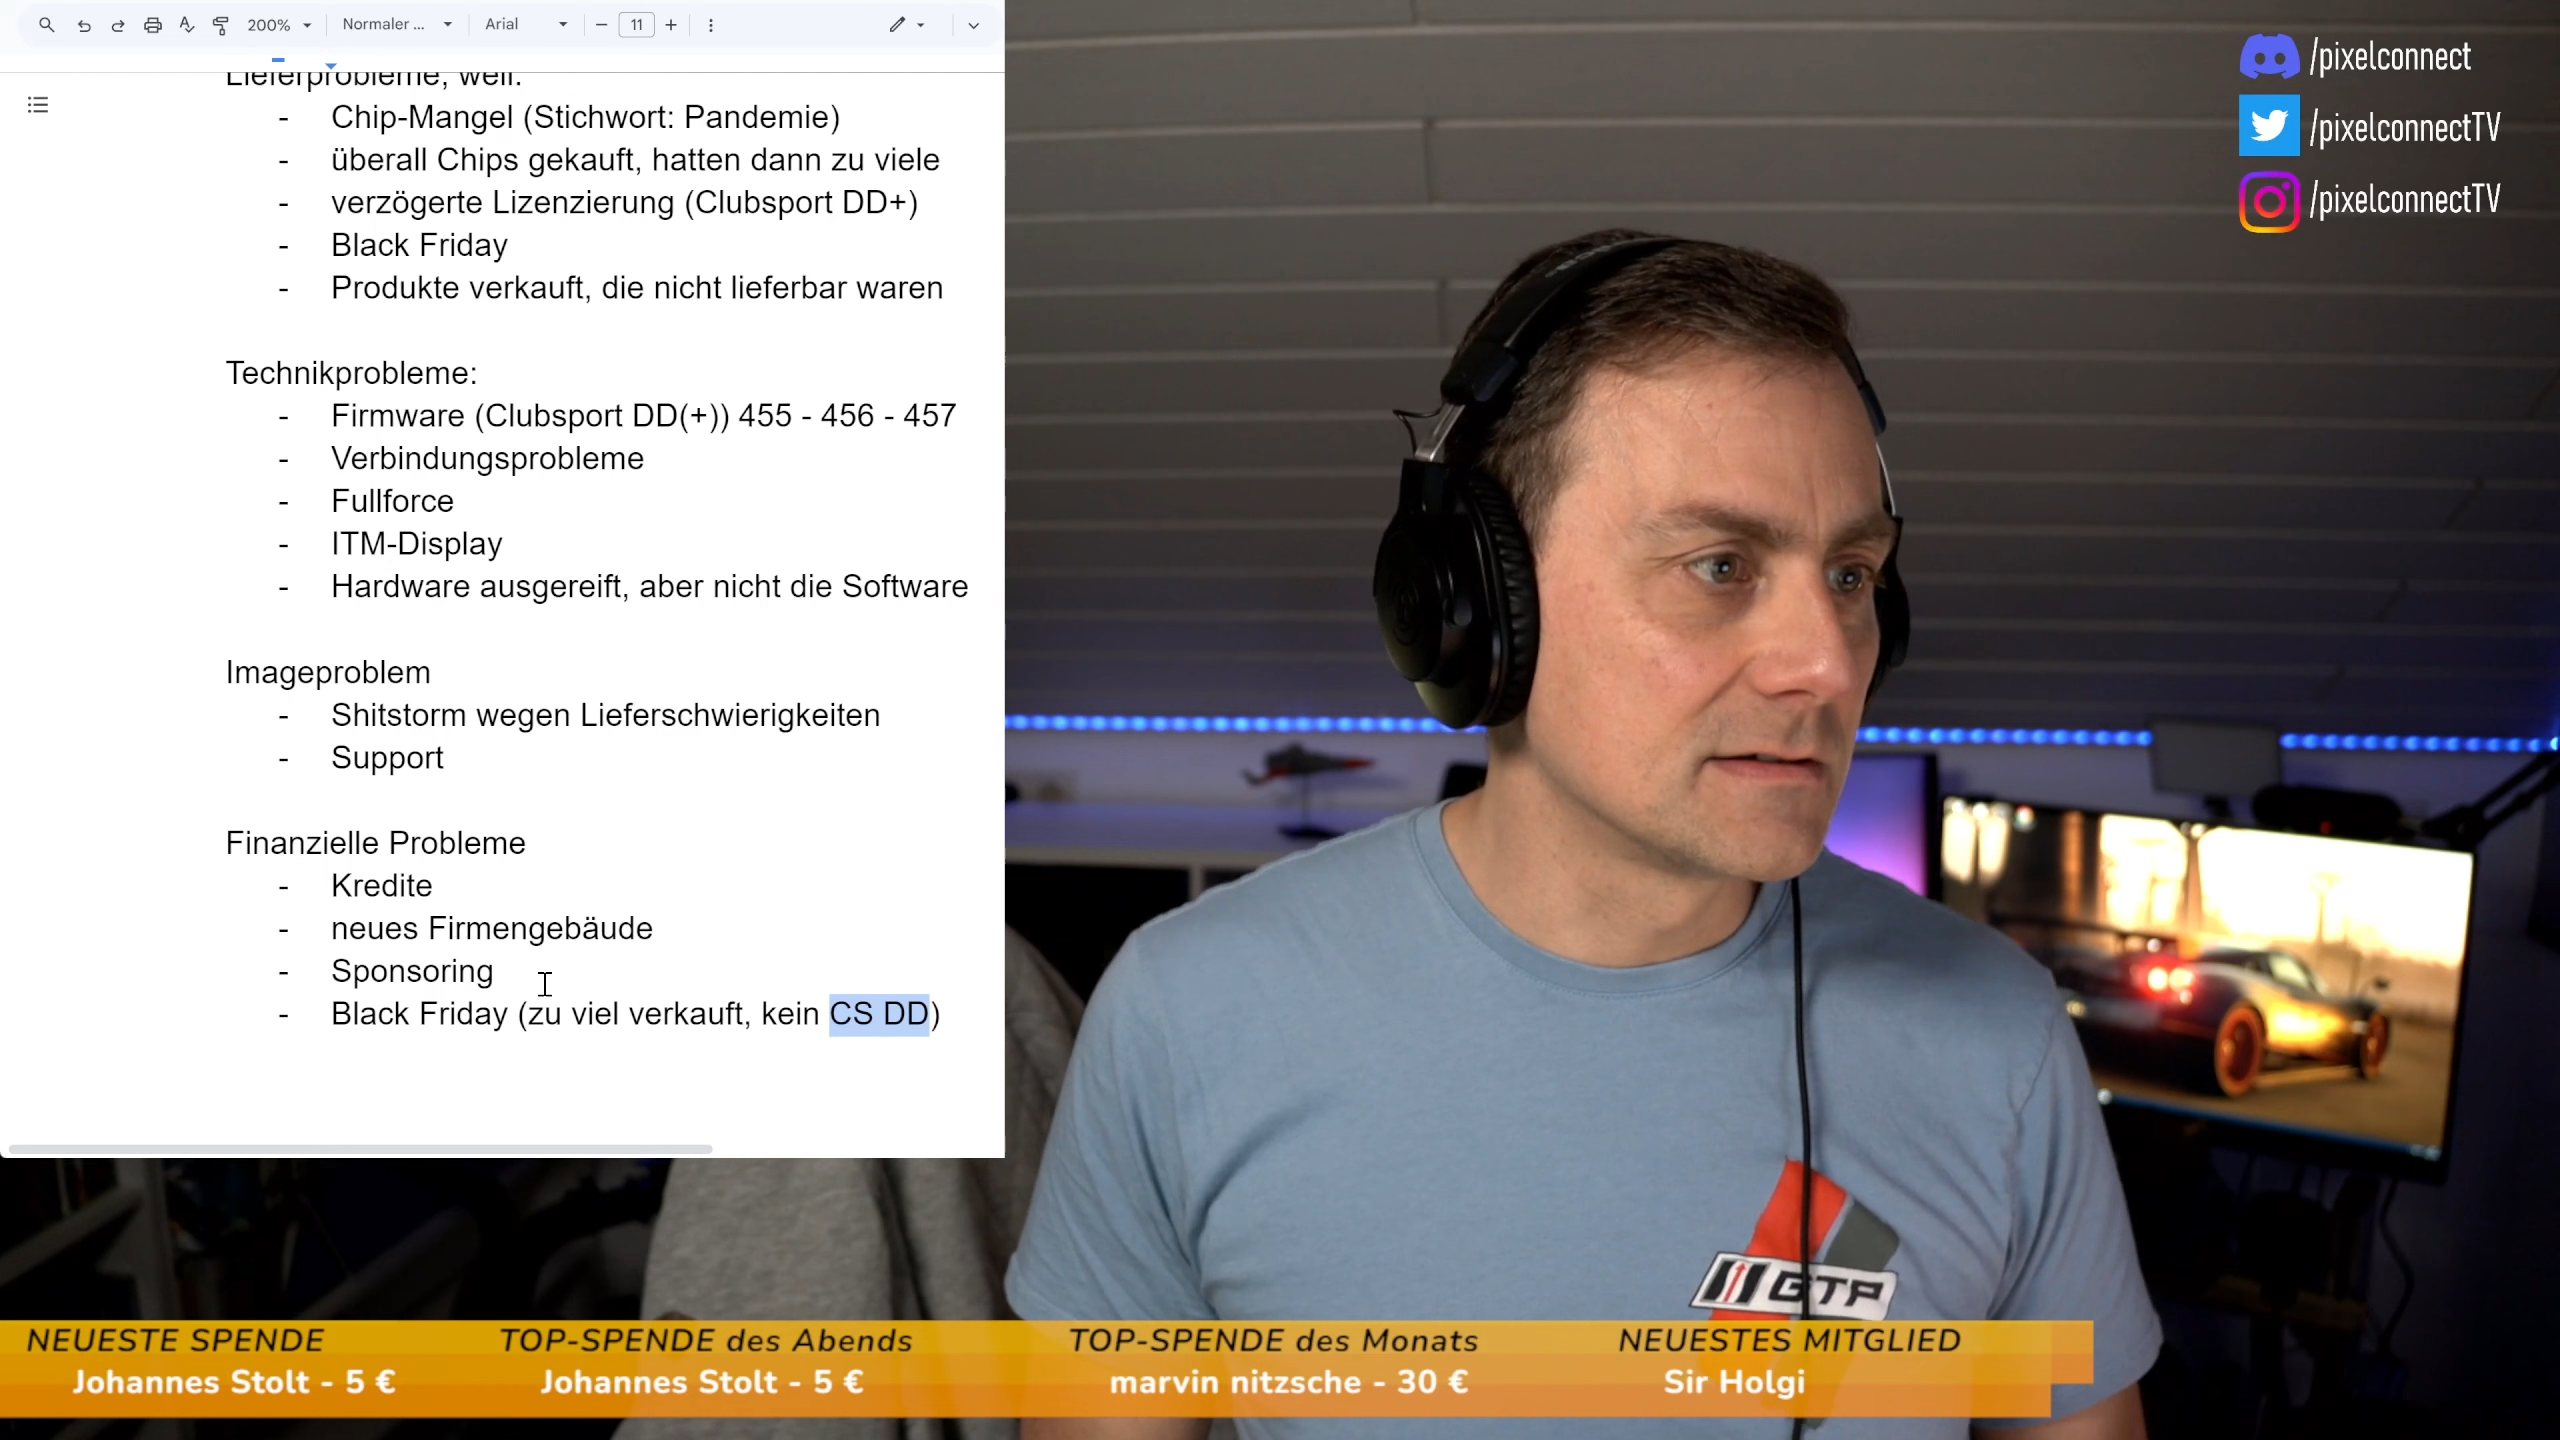 200%
Normaler ...
Arial
11
Lieferprobleme, weil:
- Chip-Mangel (Stichwort: Pandemie)
- überall Chips gekauft, hatten dann zu viele
- verzögerte Lizenzierung (Clubsport DD+)
- Black Friday
- Produkte verkauft, die nicht lieferbar waren
Technikprobleme:
- Firmware (Clubsport DD(+)) 455 - 456 - 457
- Verbindungsprobleme
- Fullforce
- ITM-Display
- Hardware ausgereift, aber nicht die Software
Imageproblem
- Shitstorm wegen Lieferschwierigkeiten
- Support
Finanzielle Probleme
- Kredite
- neues Firmengebäude
- Sponsoring
- Black Friday (zu viel verkauft, kein CS DD)
/pixelconnect
/pixelconnectTV
/pixelconnectTV
GTP
NEUESTE SPENDE
Johannes Stolt - 5 €
TOP-SPENDE des Abends
Johannes Stolt - 5 €
TOP-SPENDE des Monats
marvin nitzsche - 30 €
NEUESTES MITGLIED
Sir Holgi